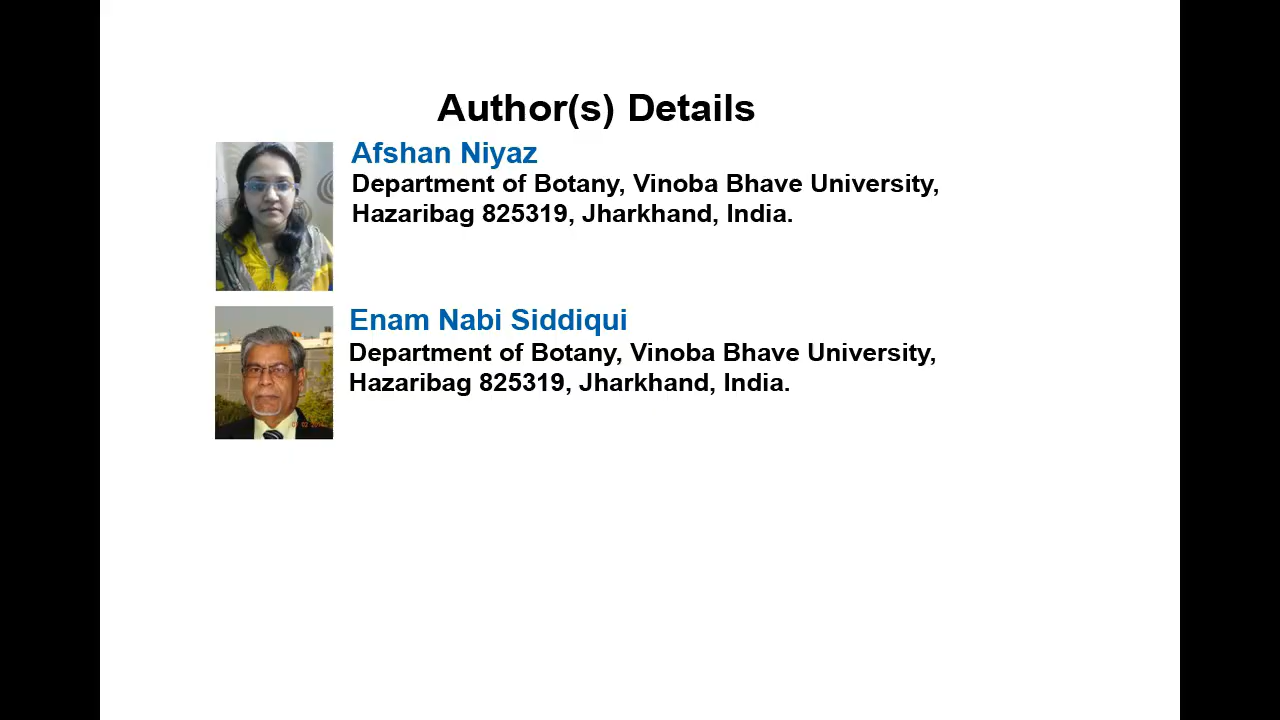 Author(s) Details
Afshan Niyaz
Department of Botany, Vinoba Bhave University,
Hazaribag 825319, Jharkhand, India.
Enam Nabi Siddiqui
Department of Botany, Vinoba Bhave University,
Hazaribag 825319, Jharkhand, India.